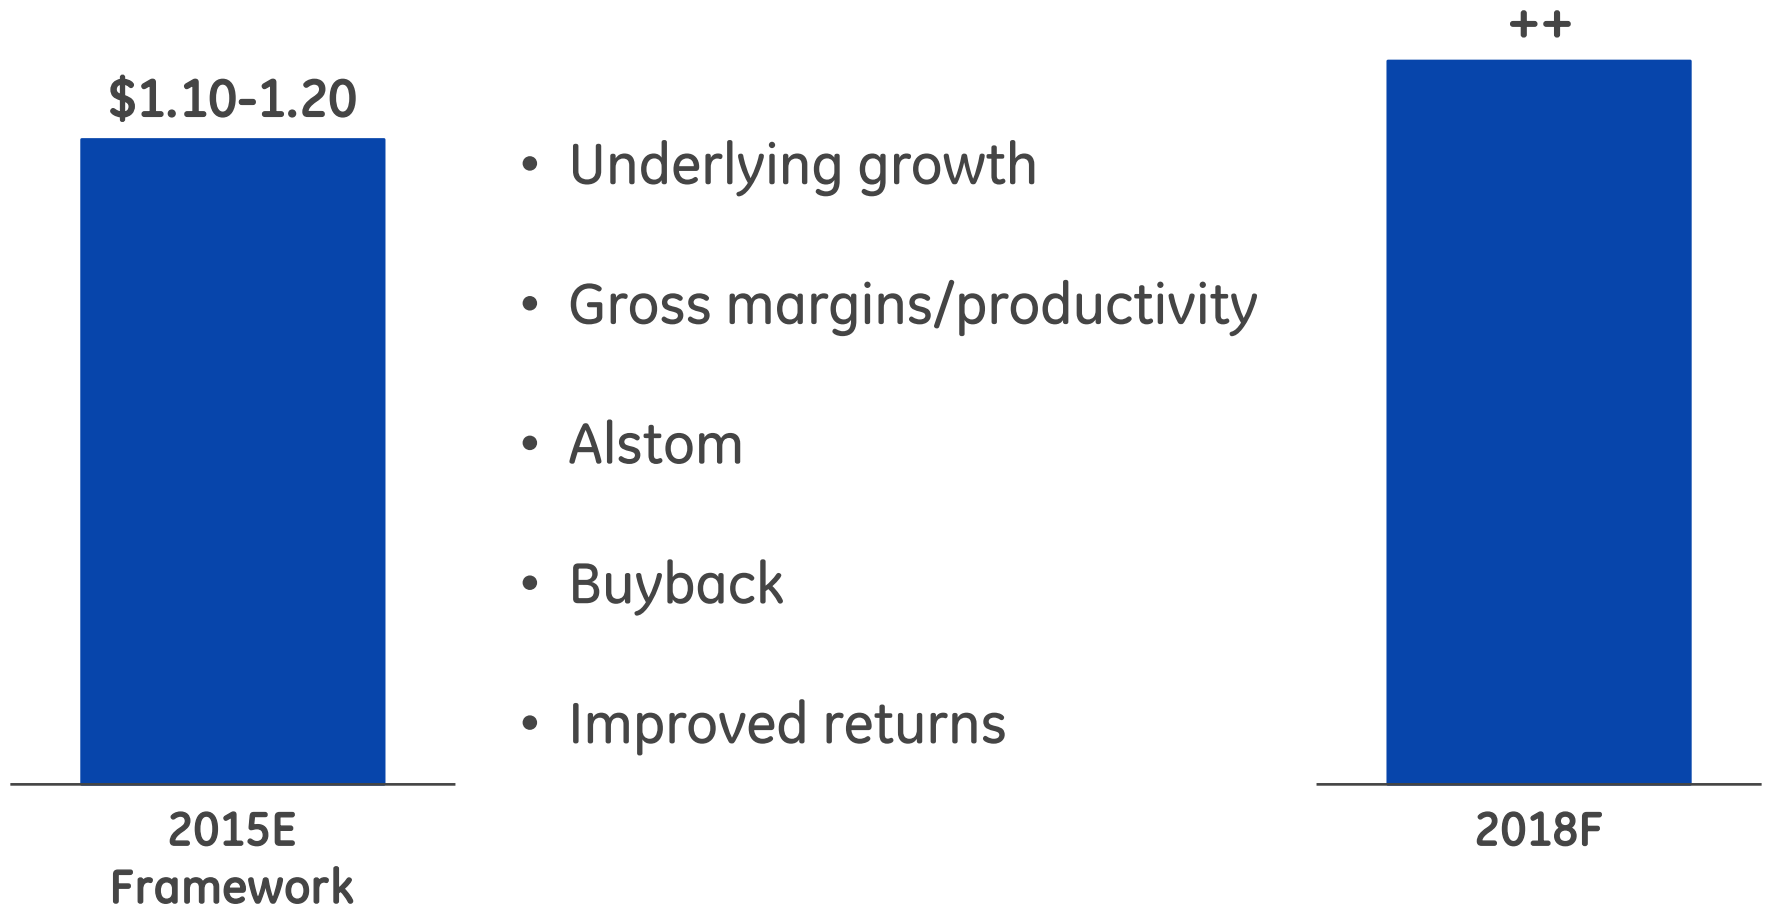 $1.10-1.20
2015E
Framework
• Underlying growth
• Gross margins/productivity
• Alstom
• Buyback
• Improved returns
++
2018F